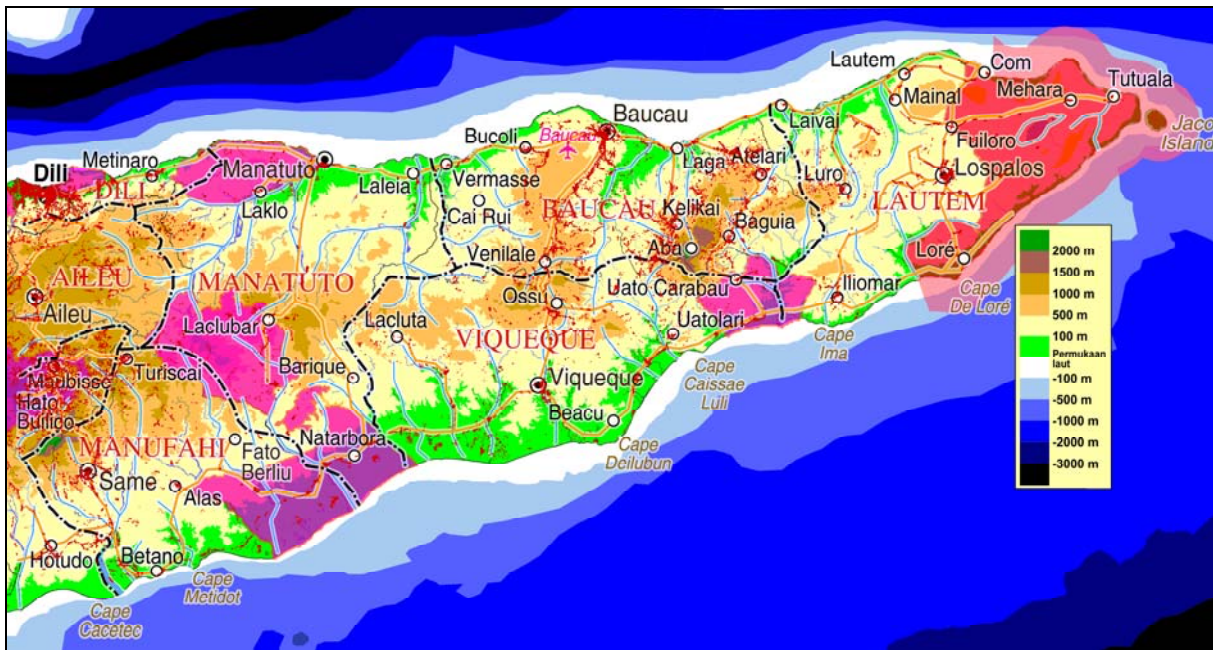 Lautem
Com
Mehara
Tutuala
Mainal
Baucau
Laivai
Jaco
Island
Bucoli
Baucau
Fuiloro
Metinaro
Manatuto
Laga
Atelari
Dili
Laleia
Vermasse
Luro
Lospalos
DILI
Laklo
Cai Rui
BAUCAU
Kelikai
LAUTEM
Baguia
Venilale
Aba
Loré
AILEU
MANATUTO
Ossu
Uato Carabau
Iliomar
Cape
De Loré
Aileu
Laclubar
Lacluta
VIQUEQUE
Uatolari
Cape
Ima
Maubisse
Turiscai
Barique
Viqueque
Cape
Caissae
Luli
Hato
Builico
Beacu
MANUFAHI
Fato
Berliu
Natarbora
Cape
Deilubun
Same
Alas
Hotudo
Betano
Cape
Metidot
Cape
Cacetec
2000 m
1500 m
1000 m
500 m
100 m
Permukaan
laut
-100 m
-500 m
-1000 m
-2000 m
-3000 m